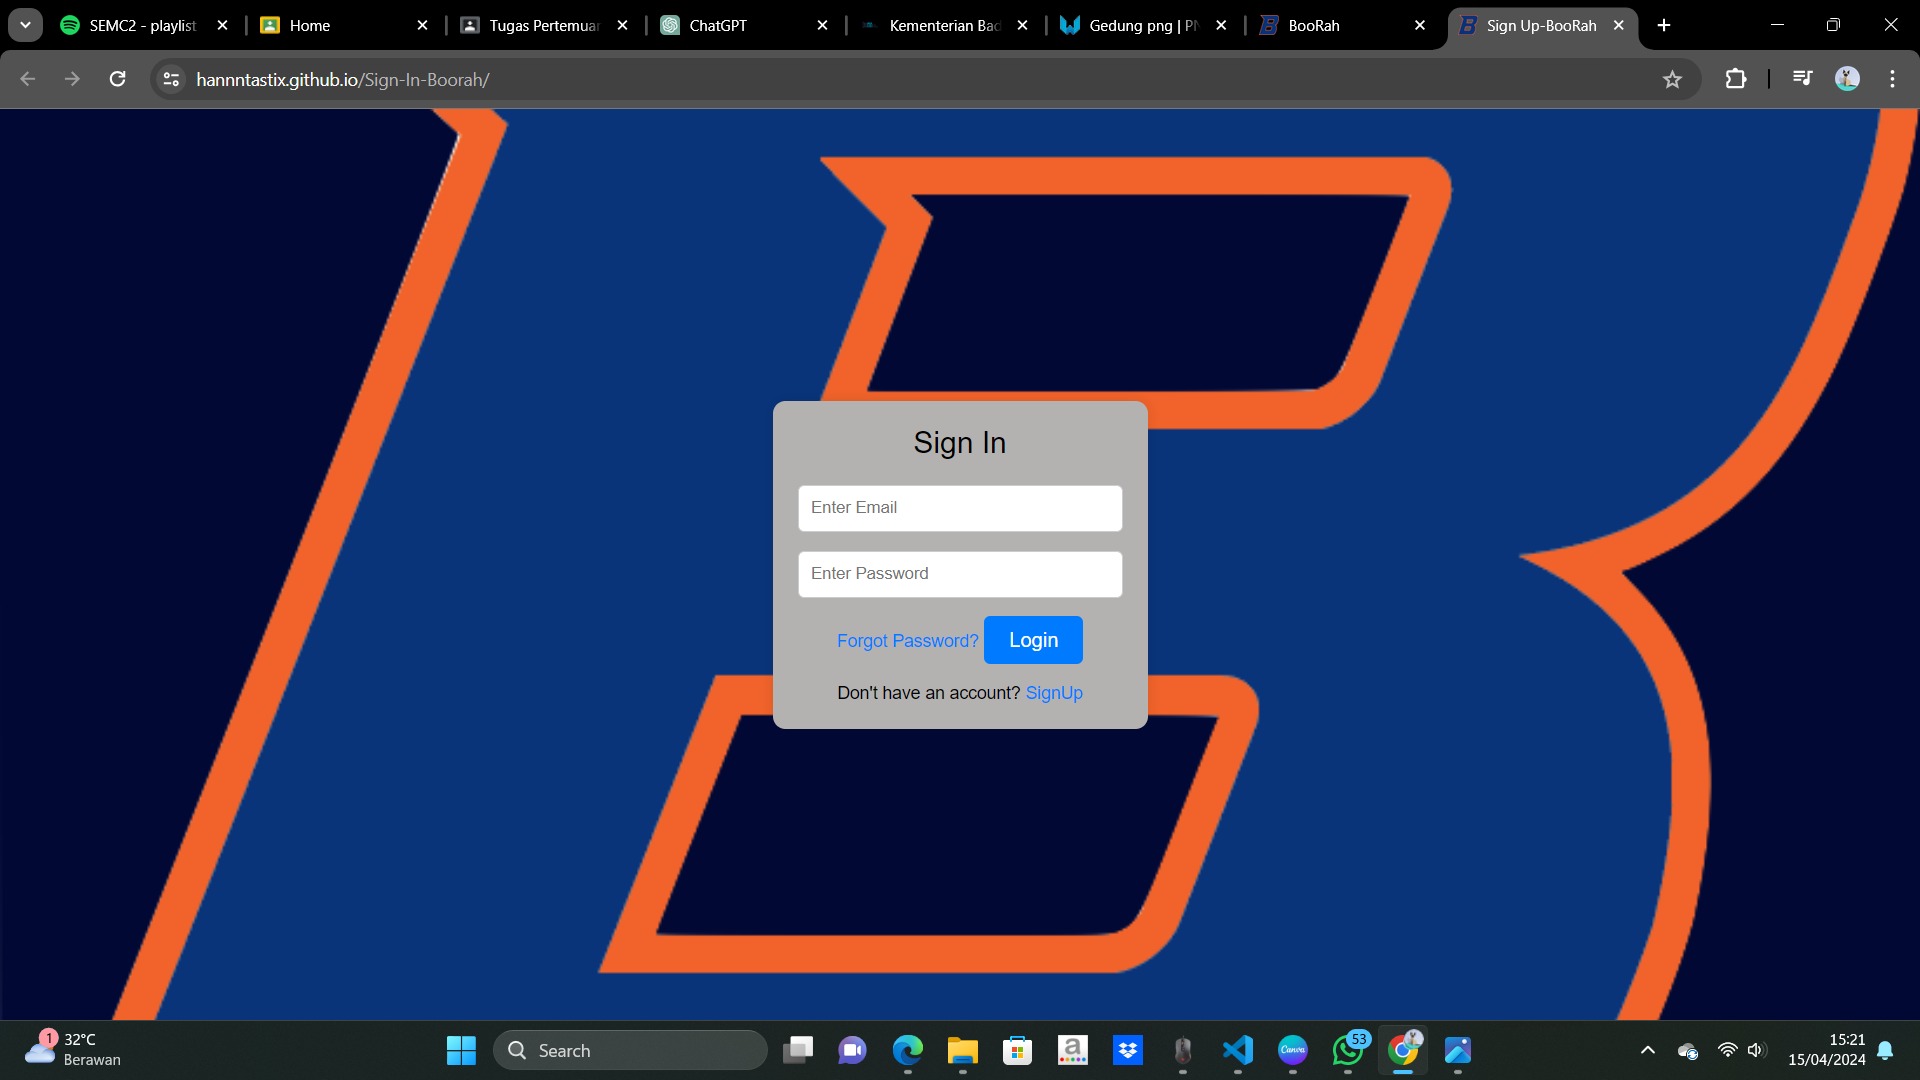 SEMC2 - playlist
Home
Tugas Pertemuan
ChatGPT
Kementerian Bad
Gedung png | PN
BooRah
Sign Up-BooRah
hannntastix.github.io/Sign-In-Boorah/
Sign In
Enter Email
Enter Password
Forgot Password? Login
Don't have an account? SignUp
1
32°C
Berawan
Search
a
Canva
53
15:21
15/04/2024